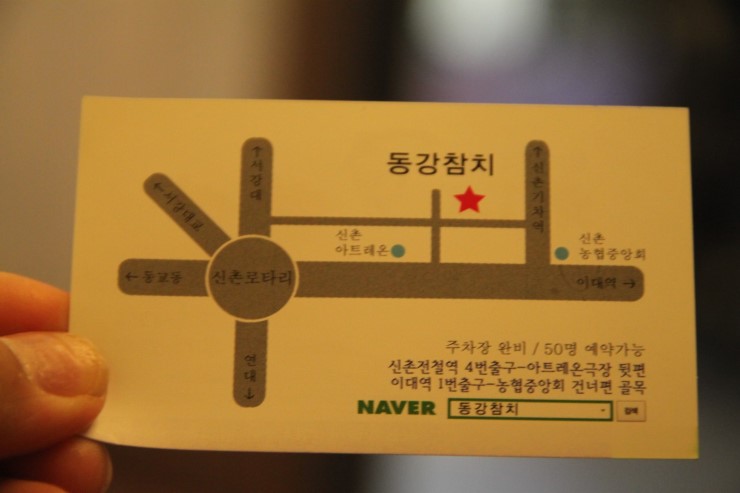 동강참치
↑서강대
↑신촌기차역
←서강대교
신촌
아트레온
신촌
농협중앙회
←동교동
신촌로타리
이대역→
연대↓
주차장 완비 / 50명 예약가능
신촌전철역 4번출구-아트레온극장 뒷편
이대역 1번출구-농협중앙회 건너편 골목
NAVER 동강참치 검색